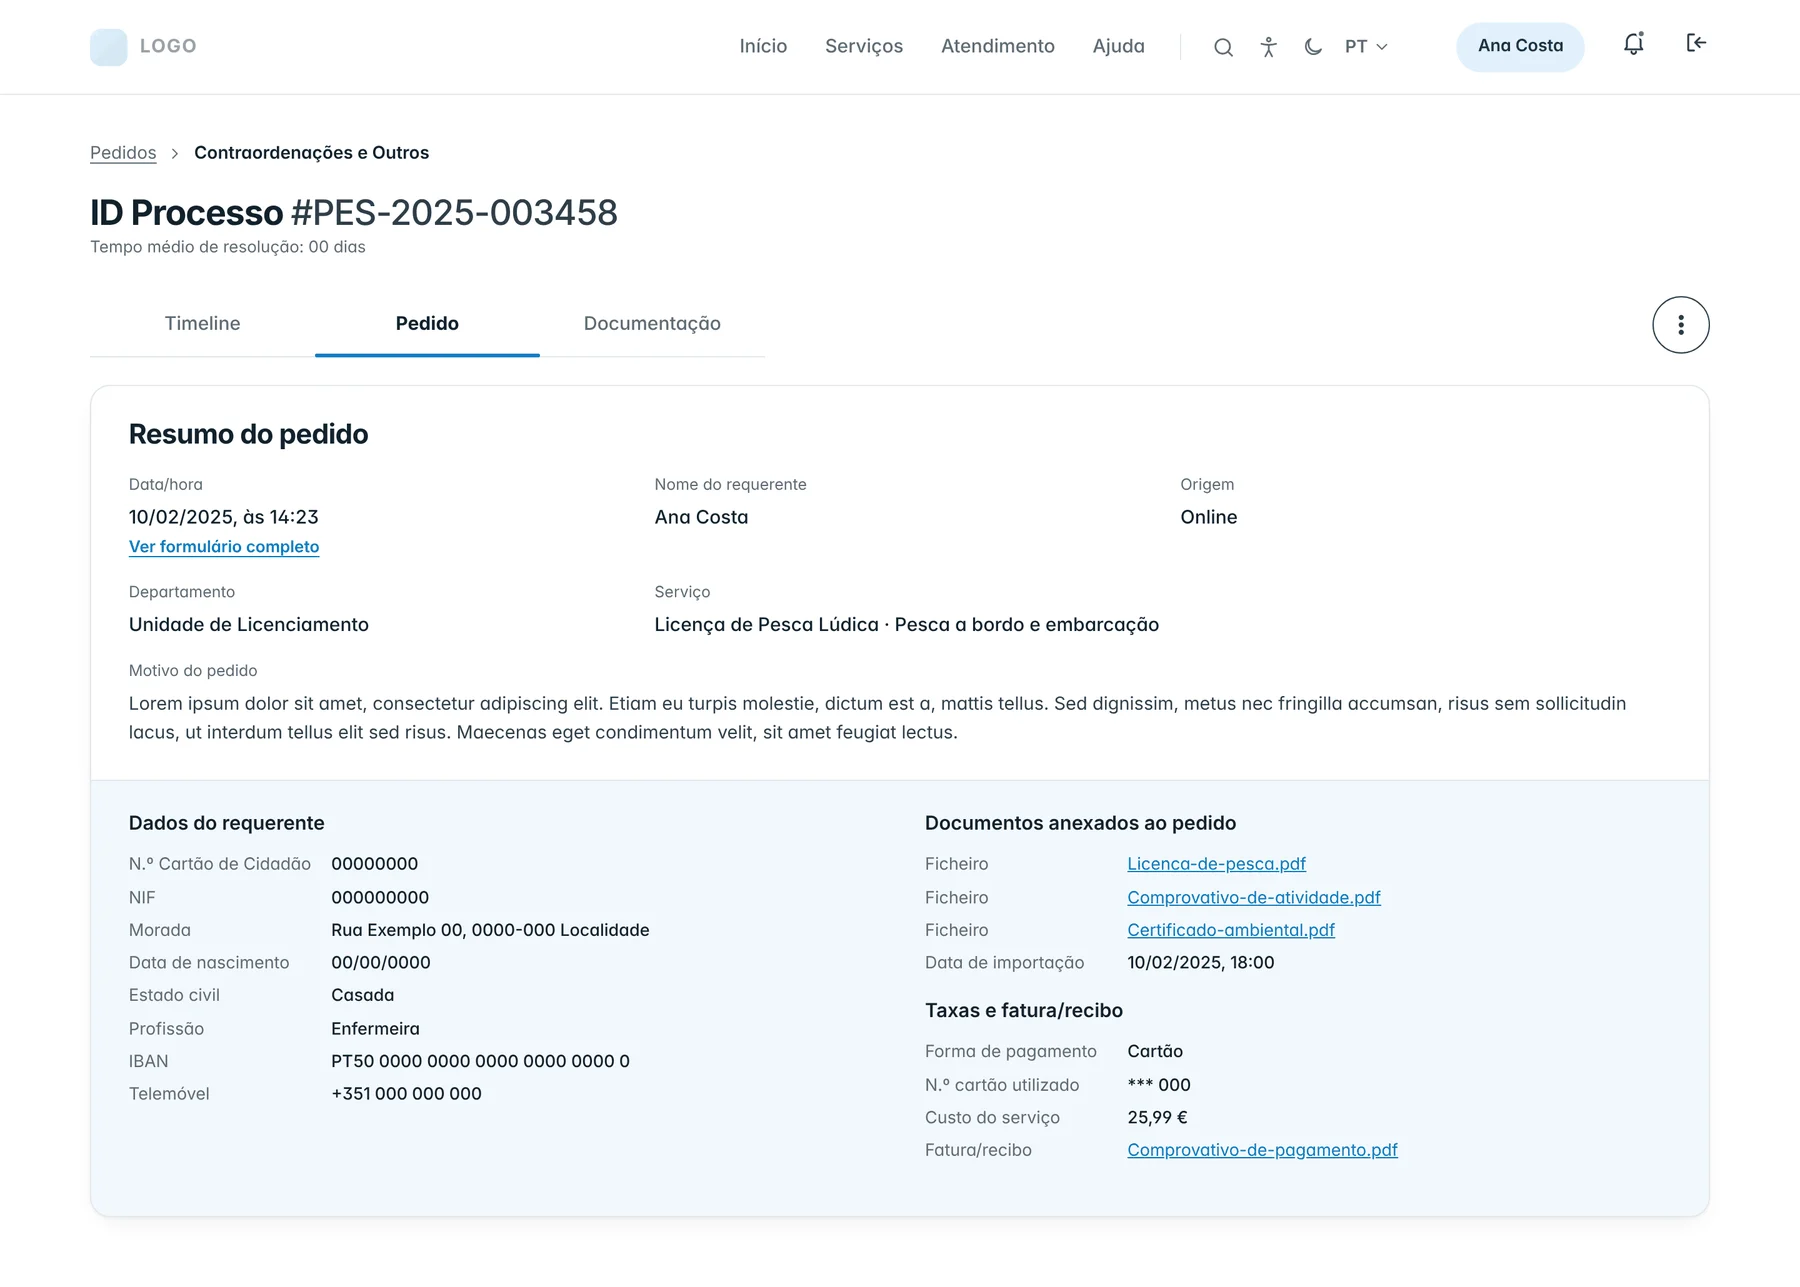 LOGO
Início Serviços Atendimento Ajuda PT Ana Costa
Pedidos > Contraordenações e Outros
ID Processo #PES-2025-003458
Tempo médio de resolução: 00 dias
Timeline Pedido Documentação
Resumo do pedido
Data/hora
10/02/2025, às 14:23
Ver formulário completo
Nome do requerente
Ana Costa
Origem
Online
Departamento
Unidade de Licenciamento
Serviço
Licença de Pesca Lúdica · Pesca a bordo e embarcação
Motivo do pedido
Lorem ipsum dolor sit amet, consectetur adipiscing elit. Etiam eu turpis molestie, dictum est a, mattis tellus. Sed dignissim, metus nec fringilla accumsan, risus sem sollicitudin
lacus, ut interdum tellus elit sed risus. Maecenas eget condimentum velit, sit amet feugiat lectus.
Dados do requerente
N.º Cartão de Cidadão 00000000
NIF 000000000
Morada Rua Exemplo 00, 0000-000 Localidade
Data de nascimento 00/00/0000
Estado civil Casada
Profissão Enfermeira
IBAN PT50 0000 0000 0000 0000 0000 0
Telemóvel +351 000 000 000
Documentos anexados ao pedido
Ficheiro Licenca-de-pesca.pdf
Ficheiro Comprovativo-de-atividade.pdf
Ficheiro Certificado-ambiental.pdf
Data de importação 10/02/2025, 18:00
Taxas e fatura/recibo
Forma de pagamento Cartão
N.º cartão utilizado *** 000
Custo do serviço 25,99 €
Fatura/recibo Comprovativo-de-pagamento.pdf